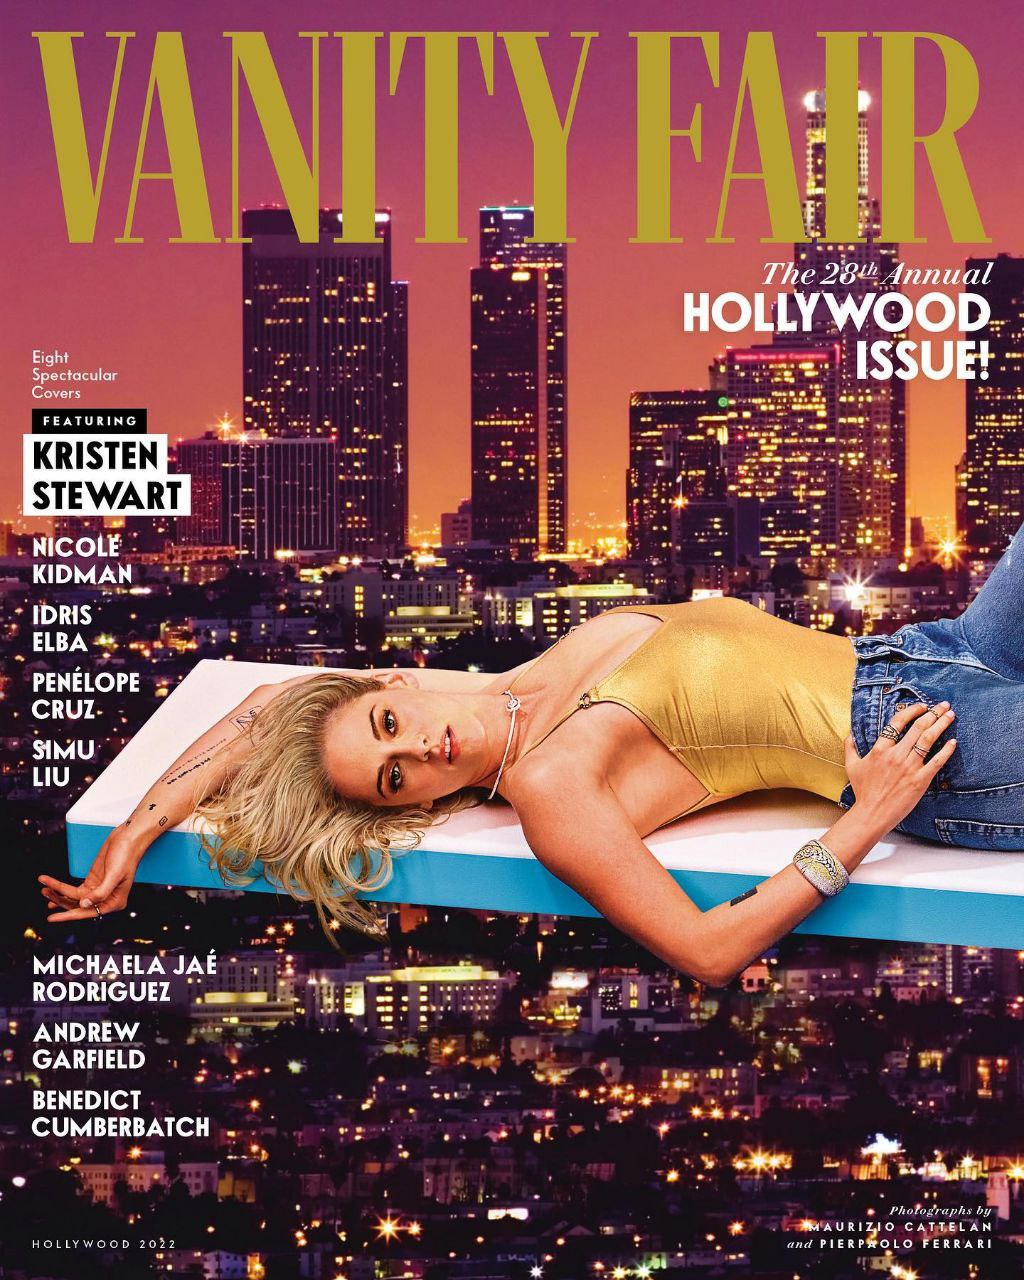 VANITY FAIR
The 28th Annual
HOLLYWOOD
ISSUE!
Eight
Spectacular
Covers
FEATURING
KRISTEN
STEWART
NICOLE
KIDMAN
IDRIS
ELBA
PENÉLOPE
CRUZ
SIMU
LIU
MICHAELA JAÉ
RODRIGUEZ
ANDREW
GARFIELD
BENEDICT
CUMBERBATCH
HOLLYWOOD 2022
Photographs by
MAURIZIO CATTELAN
and PIERPAOLO FERRARI